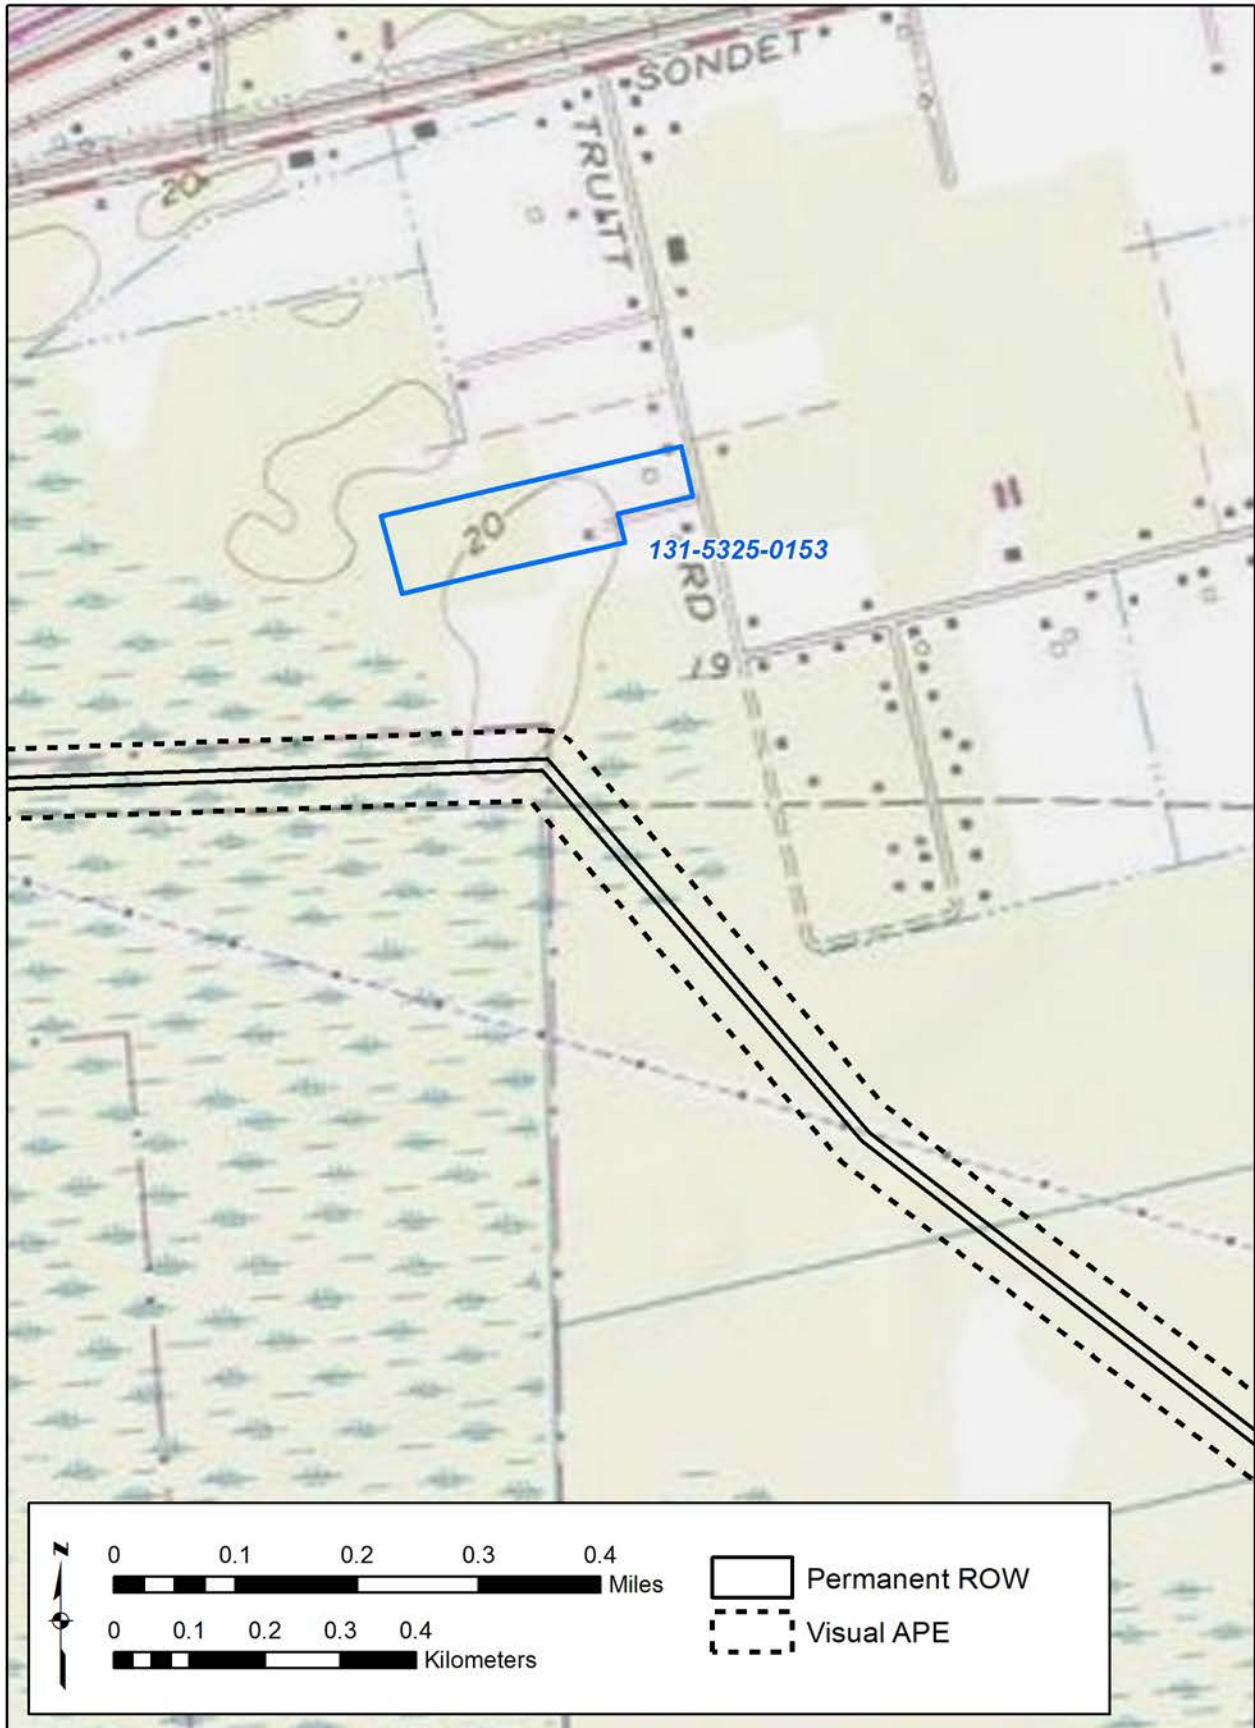 SONDET
TRUITT
20
20
131-5325-0153
RD
19
N
0 0.1 0.2 0.3 0.4
Miles
0 0.1 0.2 0.3 0.4
Kilometers
Permanent ROW
Visual APE